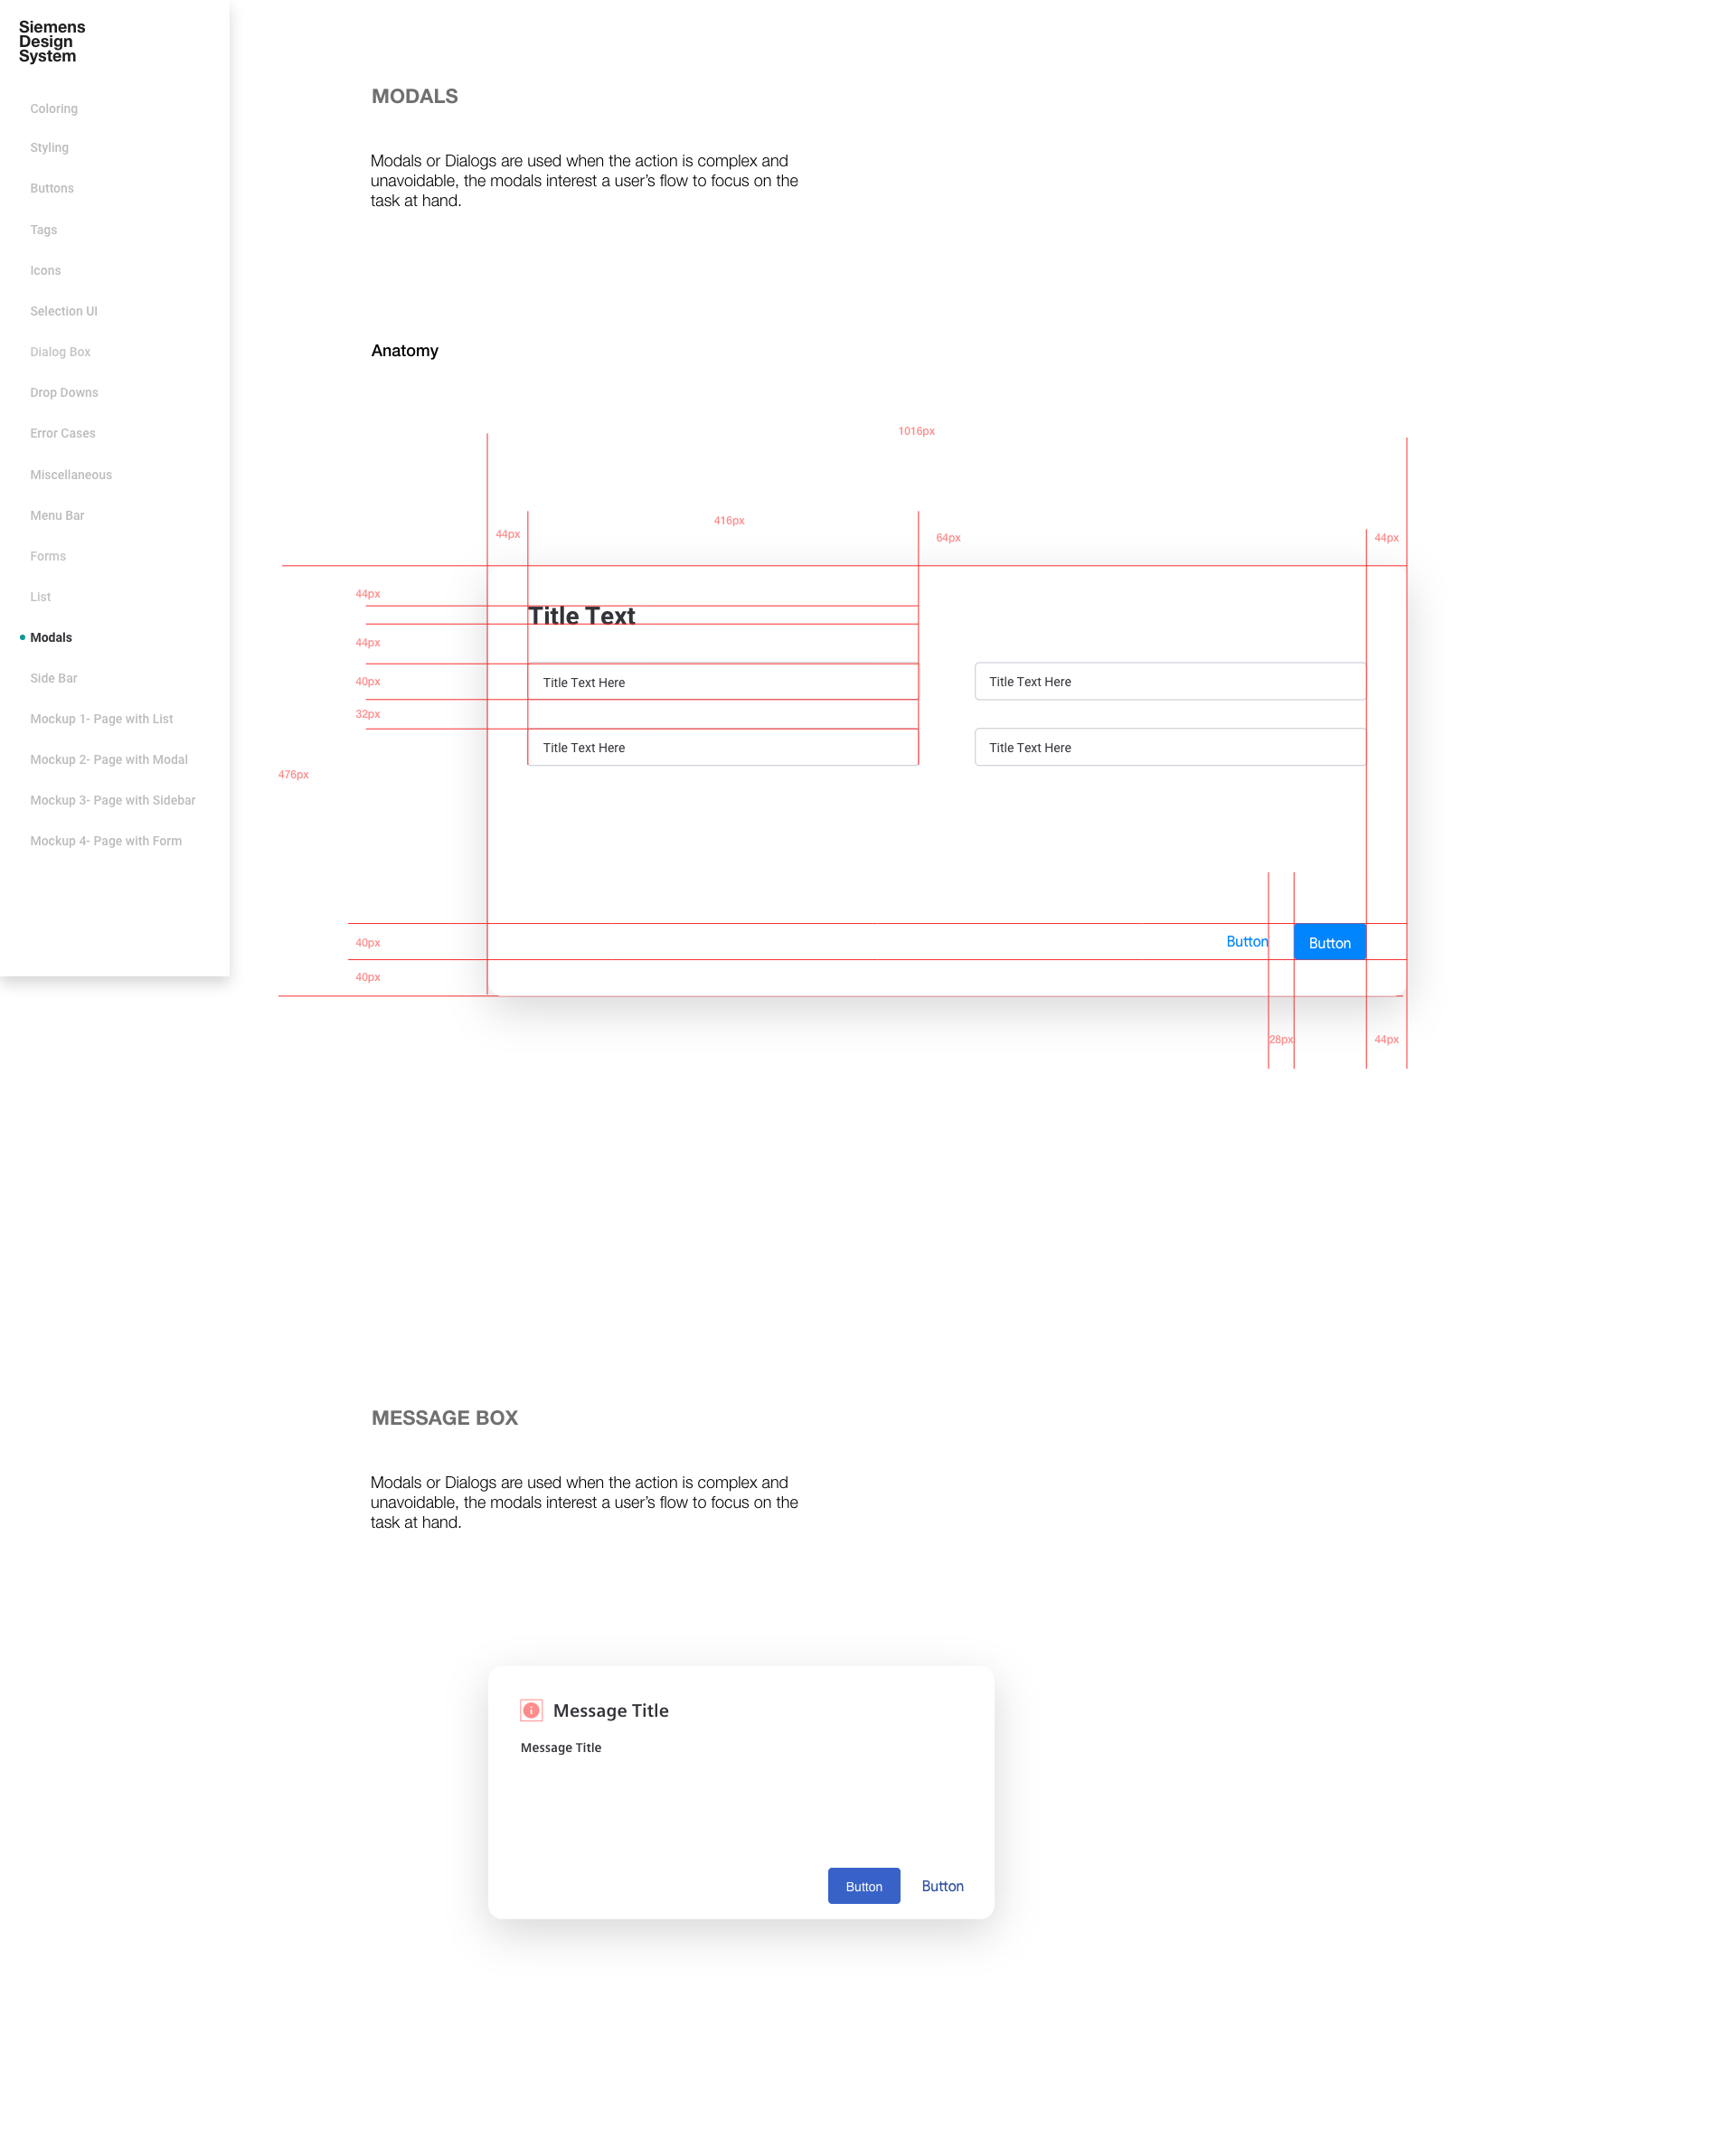 Siemens
Design
System
Coloring
Styling
Buttons
Tags
Icons
Selection UI
Dialog Box
Drop Downs
Error Cases
Miscellaneous
Menu Bar
Forms
List
Modals
Side Bar
Mockup 1- Page with List
Mockup 2- Page with Modal
Mockup 3- Page with Sidebar
Mockup 4- Page with Form
MODALS
Modals or Dialogs are used when the action is complex and
unavoidable, the modals interest a user’s flow to focus on the
task at hand.
Anatomy
1016px
44px
416px
64px
44px
44px
Title Text
44px
40px
Title Text Here
Title Text Here
32px
Title Text Here
Title Text Here
476px
40px
Button
Button
40px
28px
44px
MESSAGE BOX
Modals or Dialogs are used when the action is complex and
unavoidable, the modals interest a user’s flow to focus on the
task at hand.
Message Title
Message Title
Button
Button